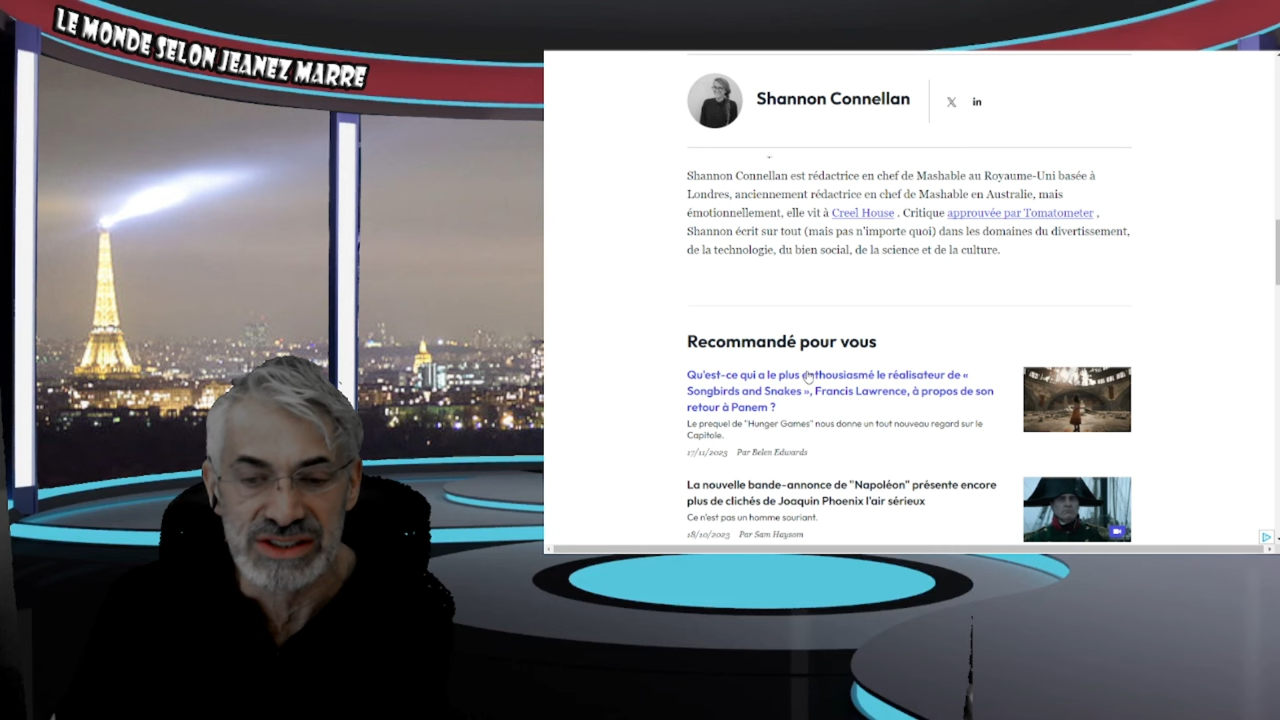 LE MONDE SELON JEANEZ MARRE
Shannon Connellan
X
in
Shannon Connellan est rédactrice en chef de Mashable au Royaume-Uni basée à
Londres, anciennement rédactrice en chef de Mashable en Australie, mais
émotionnellement, elle vit à Creel House . Critique approuvée par Tomatometer ,
Shannon écrit sur tout (mais pas n'importe quoi) dans les domaines du divertissement,
de la technologie, du bien social, de la science et de la culture.
Recommandé pour vous
Qu'est-ce qui a le plus enthousiasmé le réalisateur de «
Songbirds and Snakes », Francis Lawrence, à propos de son
retour à Panem ?
Le prequel de "Hunger Games" nous donne un tout nouveau regard sur le
Capitole.
17/11/2023 Par Belen Edwards
La nouvelle bande-annonce de "Napoléon" présente encore
plus de clichés de Joaquin Phoenix l'air sérieux
Ce n'est pas un homme souriant.
18/10/2023 Par Sam Haysom